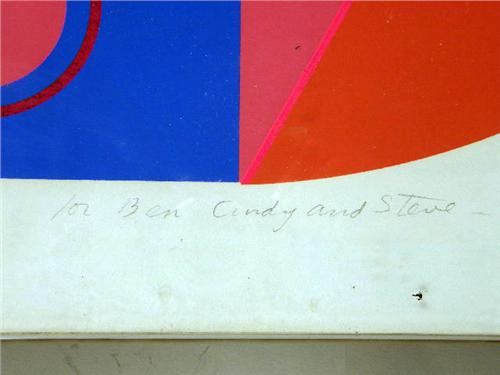 for Ben Cindy and Steve -